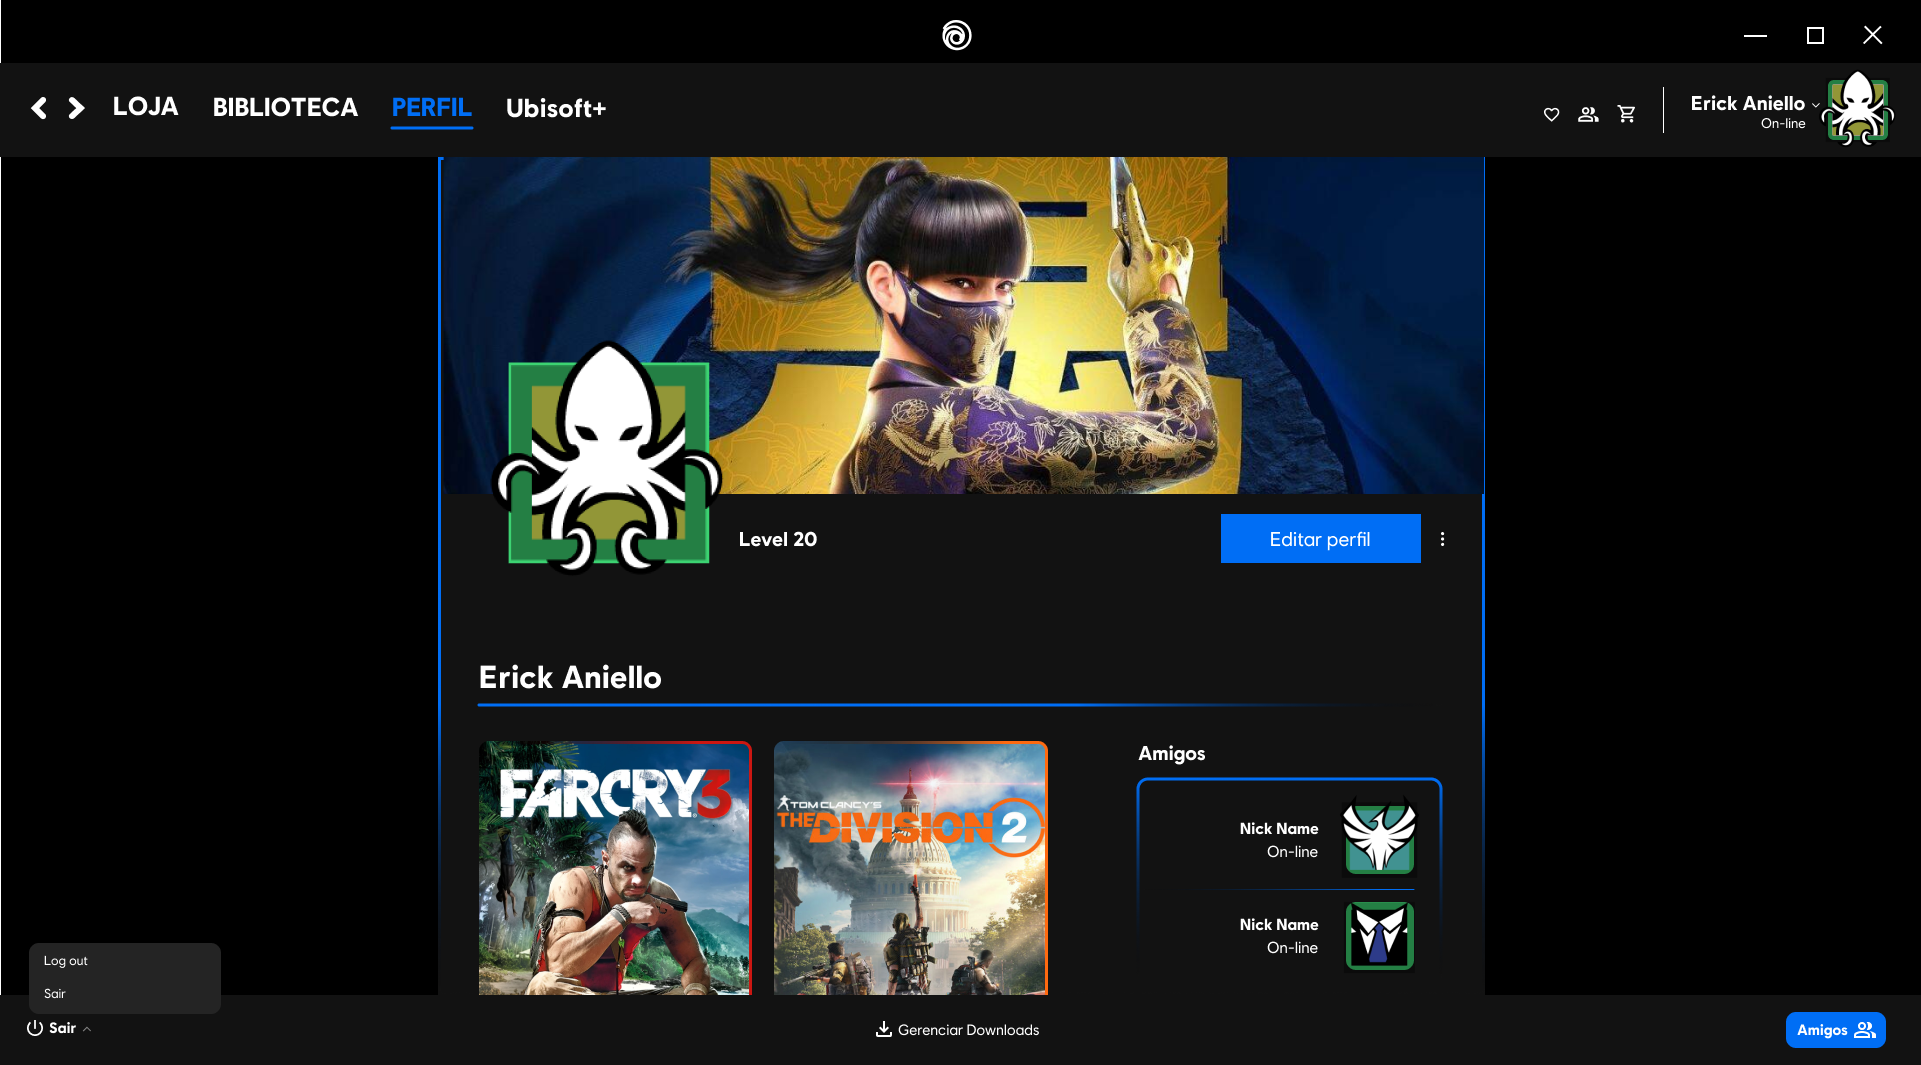 LOJA
BIBLIOTECA
PERFIL
Ubisoft+
Erick Aniello
On-line
Level 20
Editar perfil
Erick Aniello
FARCRY3
TOM CLANCY'S
THE DIVISION 2
Amigos
Nick Name
On-line
Nick Name
On-line
Log out
Sair
Sair
Gerenciar Downloads
Amigos